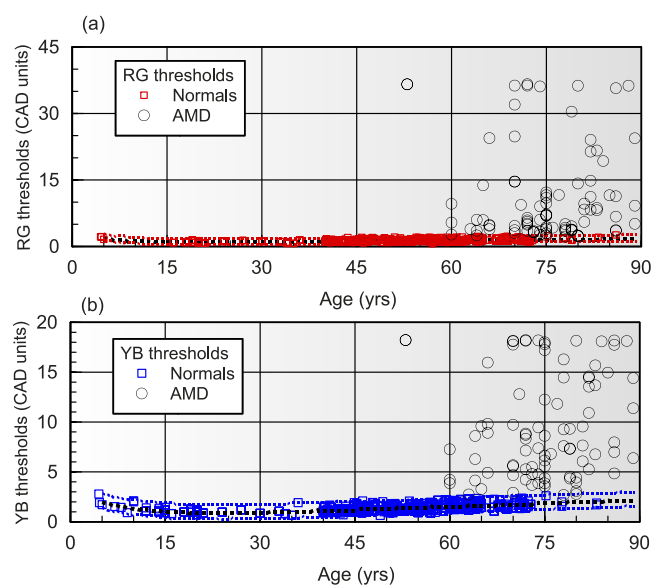 (a)
45
30
15
0
RG thresholds (CAD units)
RG thresholds
Normals
AMD
0 15 30 45 60 75 90
Age (yrs)
(b)
20
15
10
5
0
YB thresholds (CAD units)
YB thresholds
Normals
AMD
0 15 30 45 60 75 90
Age (yrs)